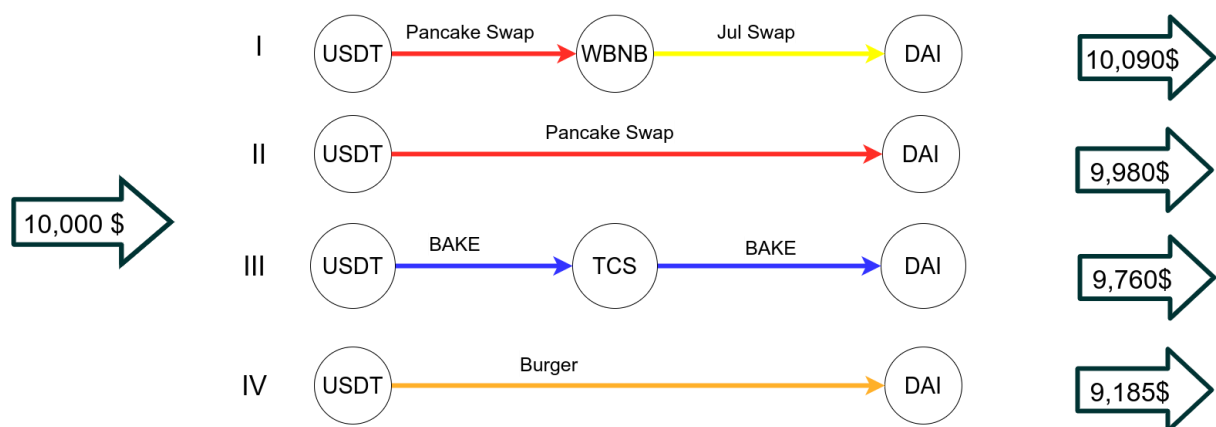 I
USDT
Pancake Swap
WBNB
Jul Swap
DAI
10,090$
II
USDT
Pancake Swap
DAI
9,980$
10,000 $
III
USDT
BAKE
TCS
BAKE
DAI
9,760$
IV
USDT
Burger
DAI
9,185$